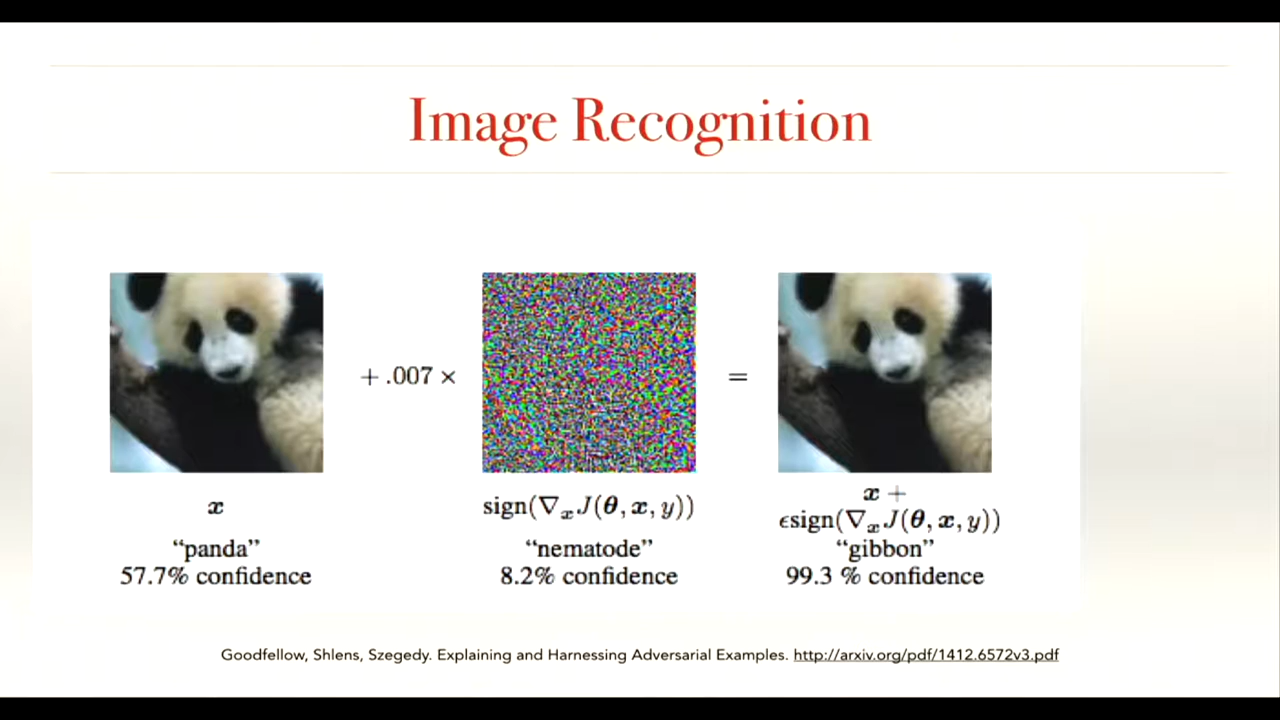 Image Recognition
+ .007 ×
=
x
sign(∇ₓJ(θ, x, y))
x +
ϵsign(∇ₓJ(θ, x, y))
“panda”
“nematode”
“gibbon”
57.7% confidence
8.2% confidence
99.3 % confidence
Goodfellow, Shlens, Szegedy. Explaining and Harnessing Adversarial Examples. http://arxiv.org/pdf/1412.6572v3.pdf